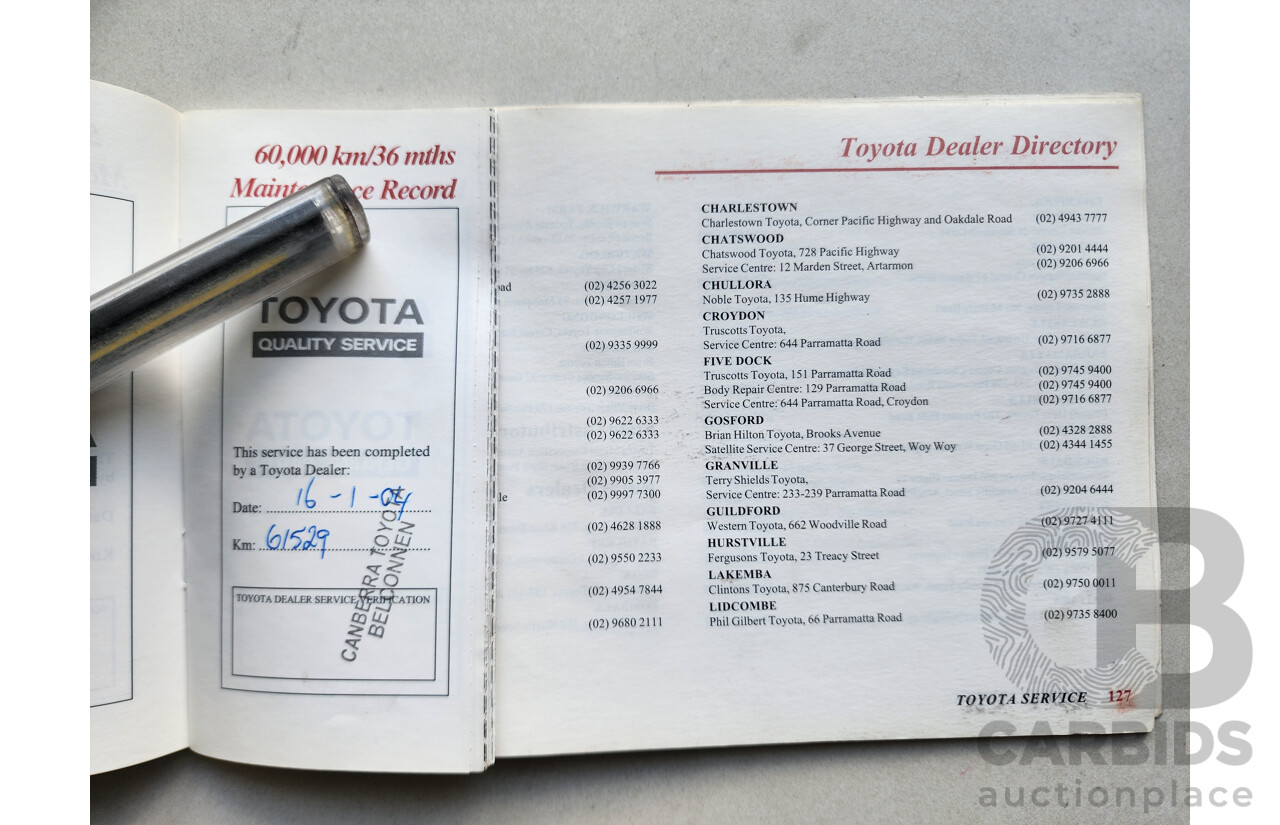 60,000 km/36 mths
Maintenance Record
TOYOTA
QUALITY SERVICE
This service has been completed
by a Toyota Dealer:
Date: 16-1-04
Km: 61529
TOYOTA DEALER SERVICE VERIFICATION
CANBERRA TOYOTA
BELCONNEN
(02) 4256 3022
(02) 4257 1977
(02) 9335 9999
(02) 9206 6966
(02) 9622 6333
(02) 9622 6333
(02) 9939 7766
(02) 9905 3977
(02) 9997 7300
(02) 4628 1888
(02) 9550 2233
(02) 4954 7844
(02) 9680 2111
Toyota Dealer Directory
CHARLESTOWN
Charlestown Toyota, Corner Pacific Highway and Oakdale Road (02) 4943 7777
CHATSWOOD
Chatswood Toyota, 728 Pacific Highway (02) 9201 4444
Service Centre: 12 Marden Street, Artarmon (02) 9206 6966
CHULLORA
Noble Toyota, 135 Hume Highway (02) 9735 2888
CROYDON
Truscotts Toyota,
Service Centre: 644 Parramatta Road (02) 9716 6877
FIVE DOCK
Truscotts Toyota, 151 Parramatta Road (02) 9745 9400
Body Repair Centre: 129 Parramatta Road (02) 9745 9400
Service Centre: 644 Parramatta Road, Croydon (02) 9716 6877
GOSFORD
Brian Hilton Toyota, Brooks Avenue (02) 4328 2888
Satellite Service Centre: 37 George Street, Woy Woy (02) 4344 1455
GRANVILLE
Terry Shields Toyota,
Service Centre: 233-239 Parramatta Road (02) 9204 6444
GUILDFORD
Western Toyota, 662 Woodville Road (02) 9727 4111
HURSTVILLE
Fergusons Toyota, 23 Treacy Street (02) 9579 5077
LAKEMBA
Clintons Toyota, 875 Canterbury Road (02) 9750 0011
LIDCOMBE
Phil Gilbert Toyota, 66 Parramatta Road (02) 9735 8400
TOYOTA SERVICE 127
CARBIDS
auctionplace